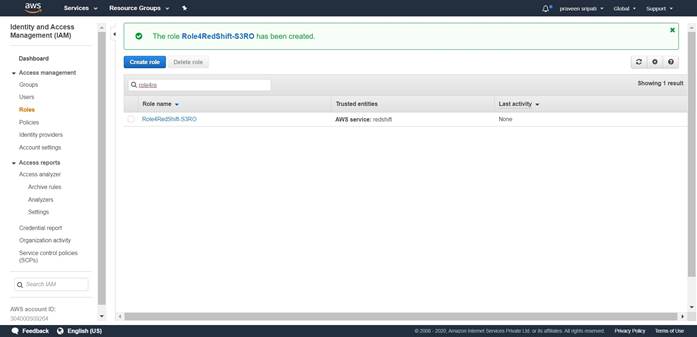 aws
Services
Resource Groups
praveen sripati
Global
Support
Identity and Access
Management (IAM)
Dashboard
Access management
Groups
Users
Roles
Policies
Identity providers
Account settings
Access reports
Access analyzer
Archive rules
Analyzers
Settings
Credential report
Organization activity
Service control policies
(SCPs)
Search IAM
AWS account ID:
The role Role4RedShift-S3RO has been created.
Create role
Delete role
Showing 1 result
Role name
Trusted entities
Last activity
Role4RedShift-S3RO
AWS service: redshift
None
Feedback
English (US)
© 2008 - 2020, Amazon Internet Services Private Ltd. or its affiliates. All rights reserved.
Privacy Policy
Terms of Use